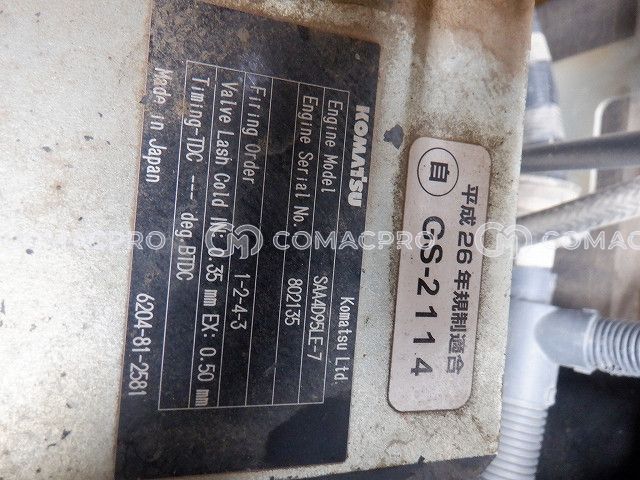 平成26年規制適合
自 GS-2114
KOMATSU Komatsu Ltd.
Engine Model SAA4D95LE-7
Engine Serial No. 802135
Firing Order 1-2-4-3
Valve Lash Cold IN: 0.35 mm EX: 0.50 mm
Timing-TDC --- deg.BTDC
Made in Japan 6204-81-2581
COMACPRO COMACPRO COMACPRO